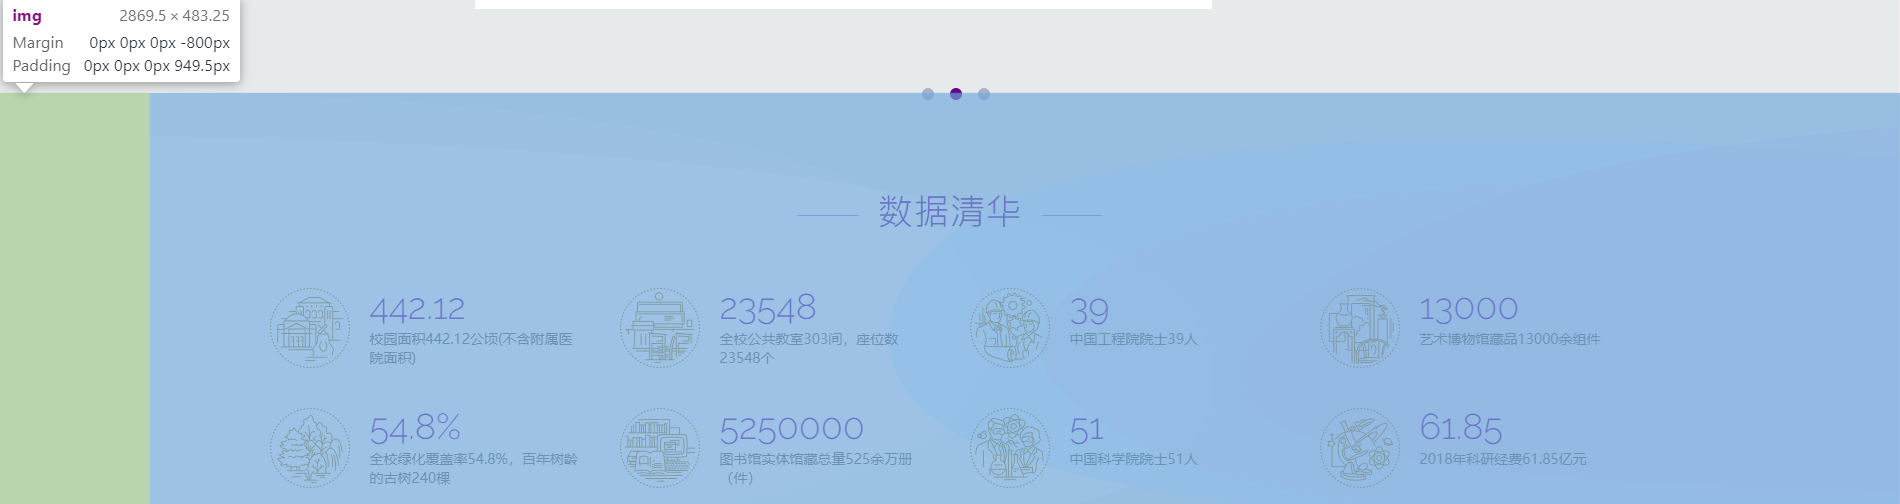 img 2869.5 × 483.25
Margin 0px 0px 0px -800px
Padding 0px 0px 0px 949.5px
数据清华
442.12
校园面积442.12公顷(不含附属医
院面积)
23548
全校公共教室303间，座位数
23548个
39
中国工程院院士39人
13000
艺术博物馆藏品13000余组件
54.8%
全校绿化覆盖率54.8%，百年树龄
的古树240棵
5250000
图书馆实体馆藏总量525余万册
（件）
51
中国科学院院士51人
61.85
2018年科研经费61.85亿元